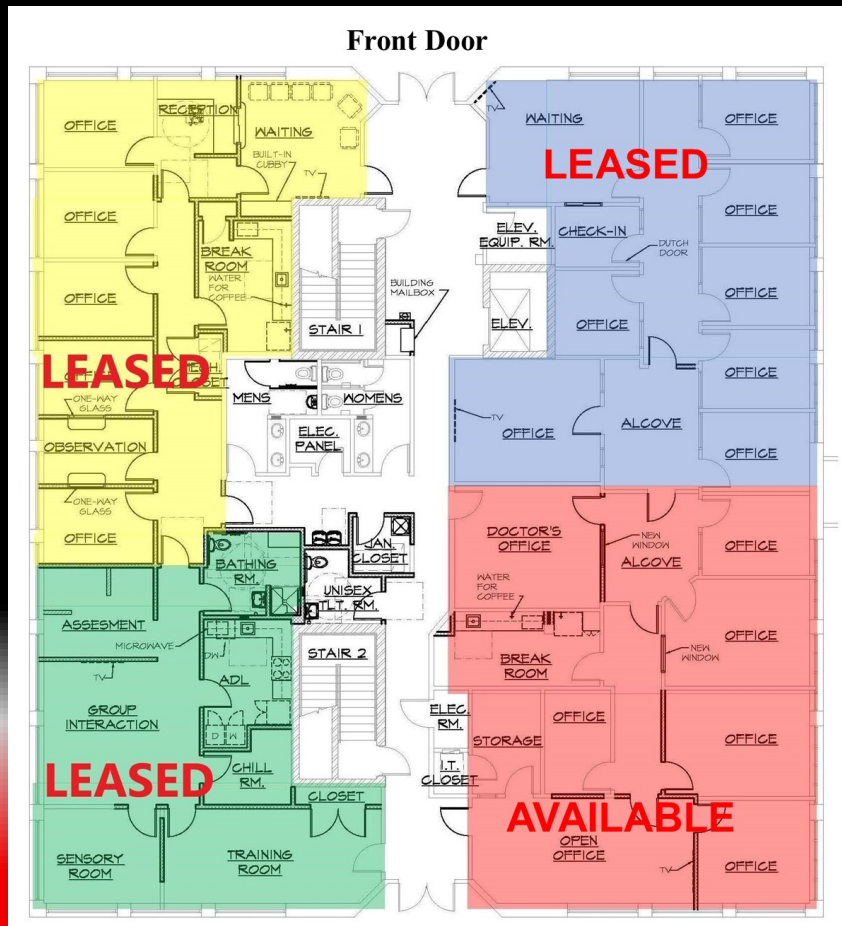 Front Door
OFFICE
RECEPTION
WAITING
BUILT-IN
CUBBY
TV
OFFICE
BREAK
ROOM
WATER
FOR
COFFEE
OFFICE
STAIR 1
BUILDING
MAILBOX
MECH.
CLOSET
OFFICE
LEASED
ONE-WAY
GLASS
OBSERVATION
ONE-WAY
GLASS
OFFICE
MENS
WOMENS
ELEC.
PANEL
TV
WAITING
OFFICE
LEASED
ELEV.
EQUIP. RM.
CHECK-IN
OFFICE
DUTCH
DOOR
ELEV.
OFFICE
OFFICE
OFFICE
TV
OFFICE
ALCOVE
OFFICE
JAN.
CLOSET
UNISEX
TLT. RM.
BATHING
RM.
ASSESMENT
MICROWAVE
DW
TV
ADL
GROUP
INTERACTION
D
W
STAIR 2
LEASED
CHILL
RM.
CLOSET
SENSORY
ROOM
TRAINING
ROOM
DOCTOR'S
OFFICE
NEW
WINDOW
ALCOVE
OFFICE
WATER
FOR
COFFEE
BREAK
ROOM
NEW
WINDOW
OFFICE
ELEC.
RM.
STORAGE
OFFICE
OFFICE
I.T.
CLOSET
AVAILABLE
OPEN
OFFICE
TV
OFFICE